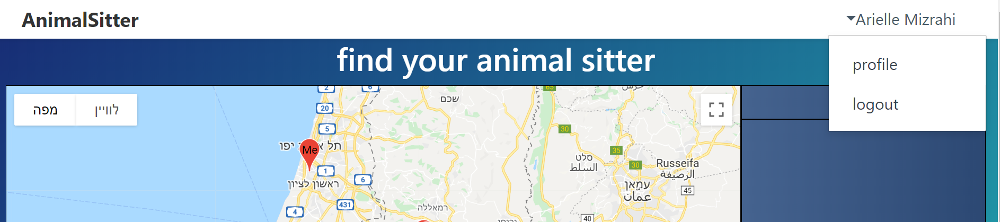 AnimalSitter
Arielle Mizrahi
profile
logout
find your animal sitter
מפה
לוויין
2
6
65
שכם
جرش
20
5
30
תל א
יפו
Me
35
סלט
السلط
30
Russeifa
الرصيفة
1
6
ראשון לציון
עמאן
عمان
45
431
רמאללה
4
40